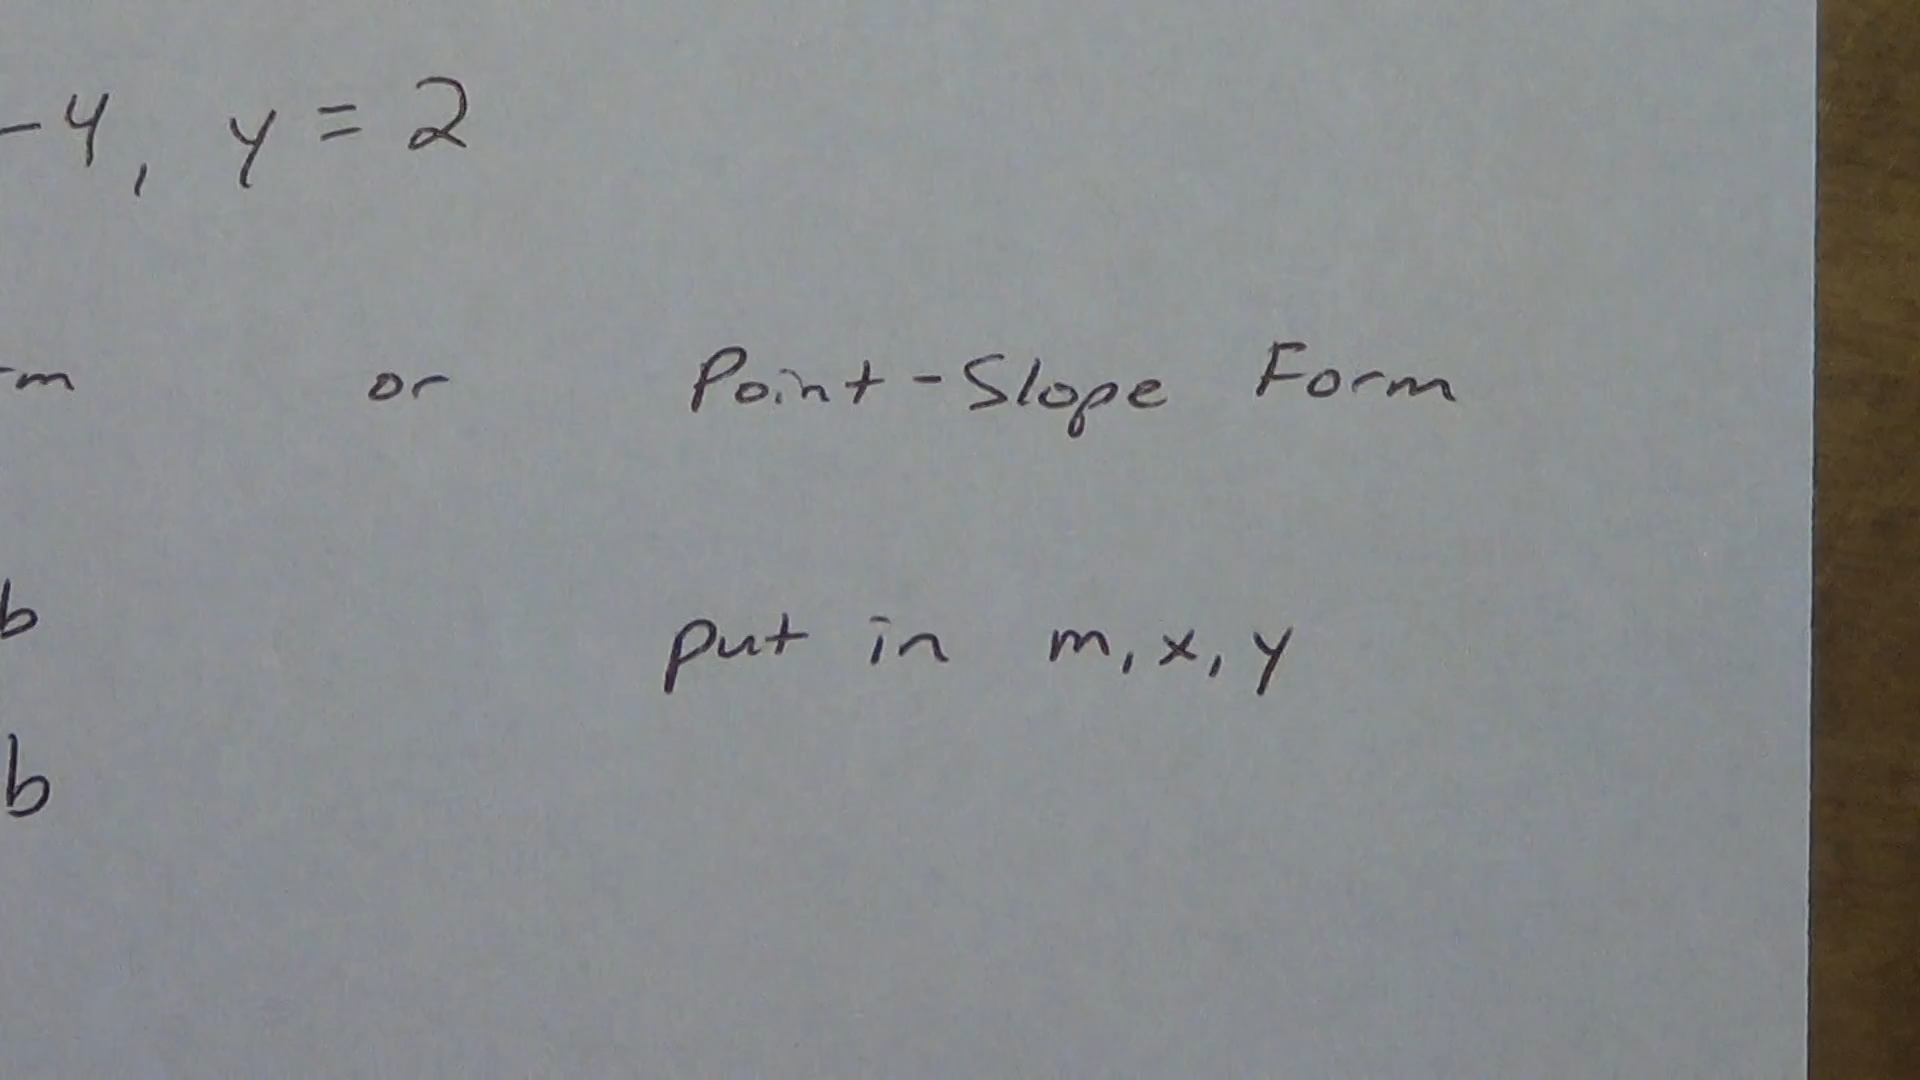 -4, y = 2
m or Point-Slope Form
b
put in m, x, y
b